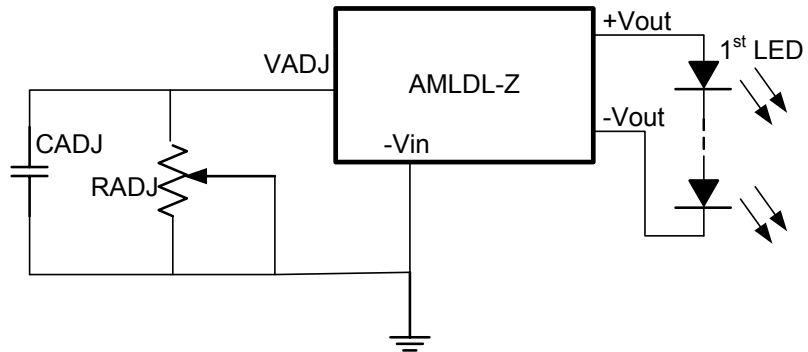 +Vout
1st LED
VADJ
AMLDL-Z
-Vout
CADJ
-Vin
RADJ